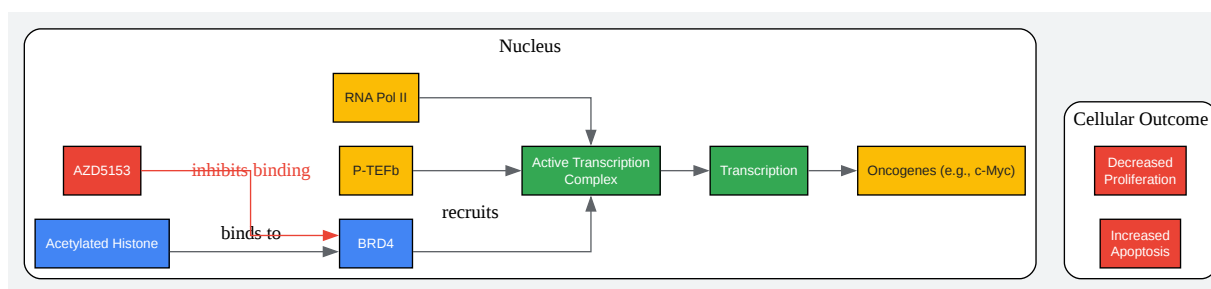 Nucleus
RNA Pol II
AZD5153
inhibits binding
P-TEFb
Active Transcription
Complex
Transcription
Oncogenes (e.g., c-Myc)
recruits
Acetylated Histone
binds to
BRD4
Cellular Outcome
Decreased
Proliferation
Increased
Apoptosis